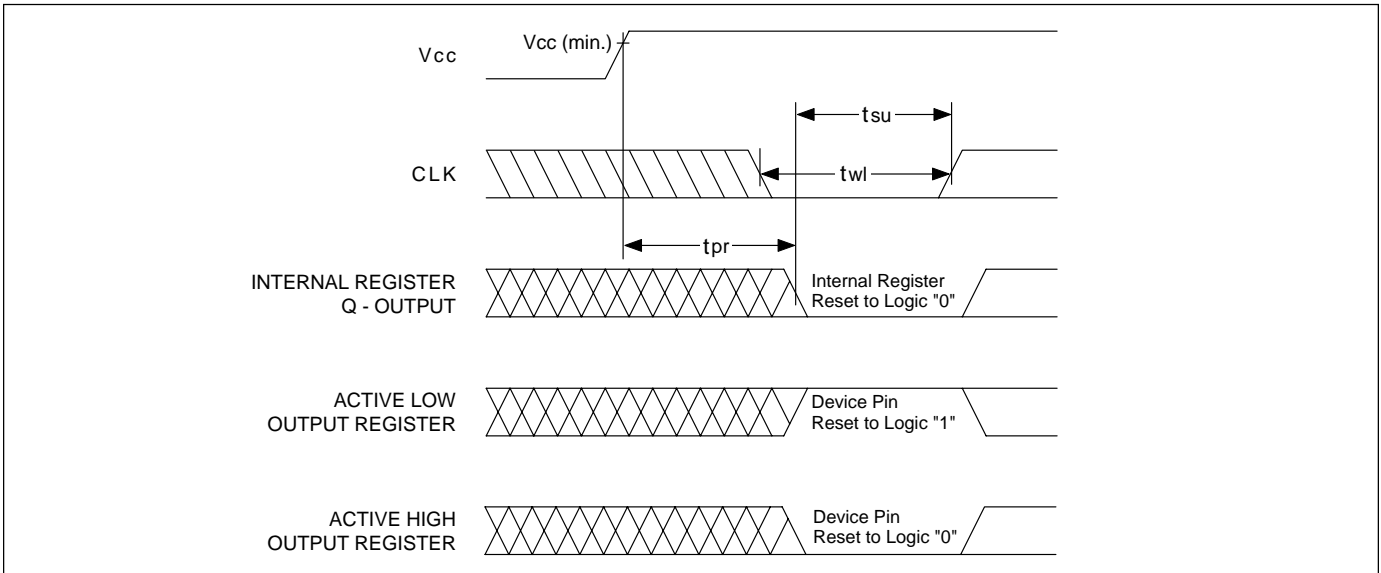 Vcc
Vcc (min.)
tsu
CLK
twl
tpr
INTERNAL REGISTER
Q - OUTPUT
Internal Register
Reset to Logic "0"
ACTIVE LOW
OUTPUT REGISTER
Device Pin
Reset to Logic "1"
ACTIVE HIGH
OUTPUT REGISTER
Device Pin
Reset to Logic "0"